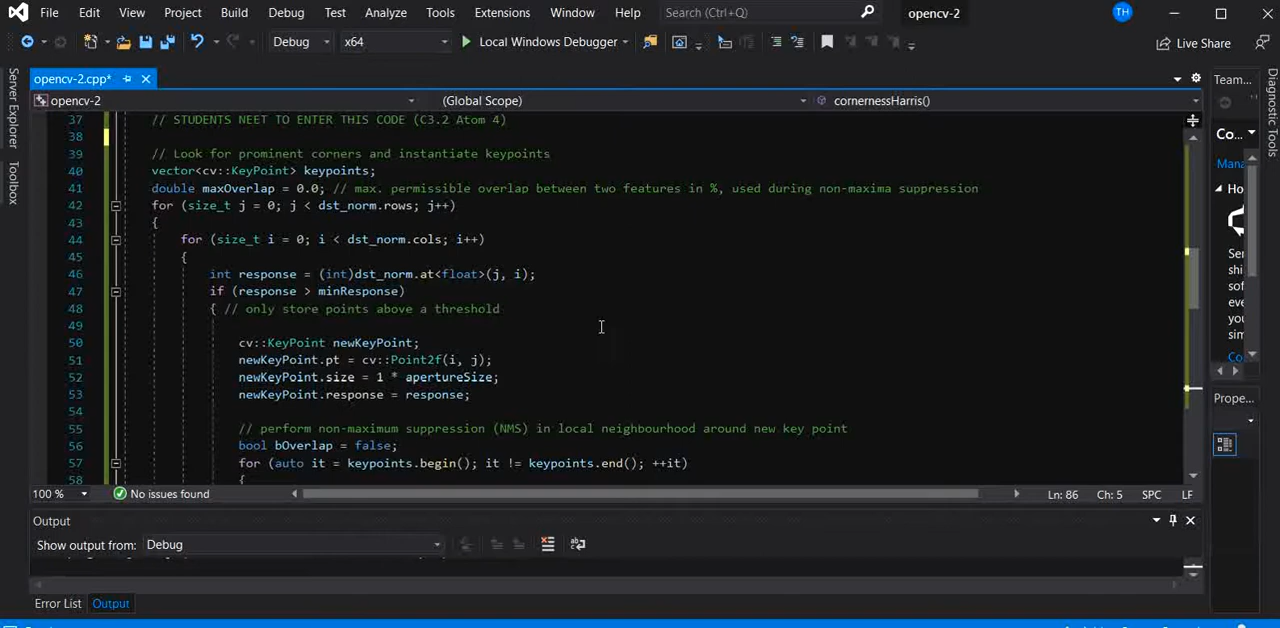 File Edit View Project Build Debug Test Analyze Tools Extensions Window Help Search (Ctrl+Q) opencv-2 TH
Debug x64 Local Windows Debugger Live Share
Server Explorer
Toolbox
opencv-2.cpp*
opencv-2 (Global Scope) cornernessHarris()
37 // STUDENTS NEET TO ENTER THIS CODE (C3.2 Atom 4)
38
39 // Look for prominent corners and instantiate keypoints
40 vector<cv::KeyPoint> keypoints;
41 double maxOverlap = 0.0; // max. permissible overlap between two features in %, used during non-maxima suppression
42 for (size_t j = 0; j < dst_norm.rows; j++)
43 {
44 for (size_t i = 0; i < dst_norm.cols; i++)
45 {
46 int response = (int)dst_norm.at<float>(j, i);
47 if (response > minResponse)
48 { // only store points above a threshold
49
50 cv::KeyPoint newKeyPoint;
51 newKeyPoint.pt = cv::Point2f(i, j);
52 newKeyPoint.size = 1 * apertureSize;
53 newKeyPoint.response = response;
54
55 // perform non-maximum suppression (NMS) in local neighbourhood around new key point
56 bool bOverlap = false;
57 for (auto it = keypoints.begin(); it != keypoints.end(); ++it)
58 {
100 % No issues found Ln: 86 Ch: 5 SPC LF
Output
Show output from: Debug
Error List Output
Team...
Co...
Mana
Ho
Sh
shi
sof
eve
you
sim
Co
Prope...
Diagnostic Tools